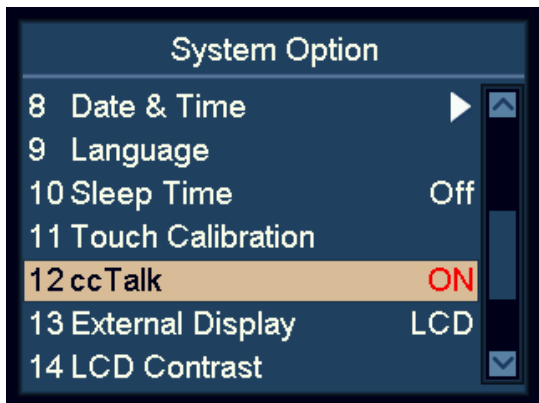 System Option
8 Date & Time
9 Language
10 Sleep Time Off
11 Touch Calibration
12 ccTalk ON
13 External Display LCD
14 LCD Contrast